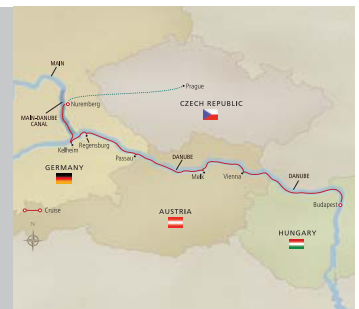 MAIN
Prague
Nuremberg
MAIN-DANUBE
CANAL
CZECH REPUBLIC
Regensburg
Kelheim
Passau
DANUBE
GERMANY
Melk
Vienna
DANUBE
Budapest
Cruise
AUSTRIA
HUNGARY
N